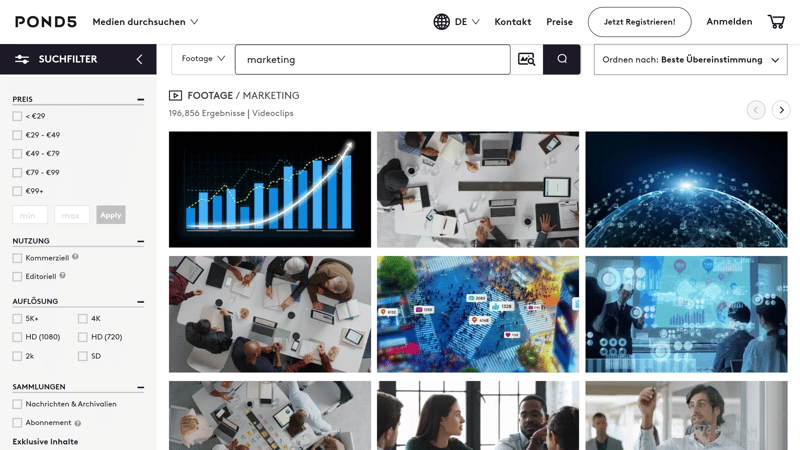 POND5 Medien durchsuchen DE Kontakt Preise Jetzt Registrieren! Anmelden
SUCHFILTER Footage marketing Ordnen nach: Beste Übereinstimmung
FOOTAGE / MARKETING
196,856 Ergebnisse | Videoclips
PREIS
< €29
€29 - €49
€49 - €79
€79 - €99
€99+
min max Apply
NUTZUNG
Kommerziell ?
Editoriell ?
AUFLÖSUNG
5K+ 4K
HD (1080) HD (720)
2k SD
SAMMLUNGEN
Nachrichten & Archivalien
Abonnement ?
Exklusive Inhalte